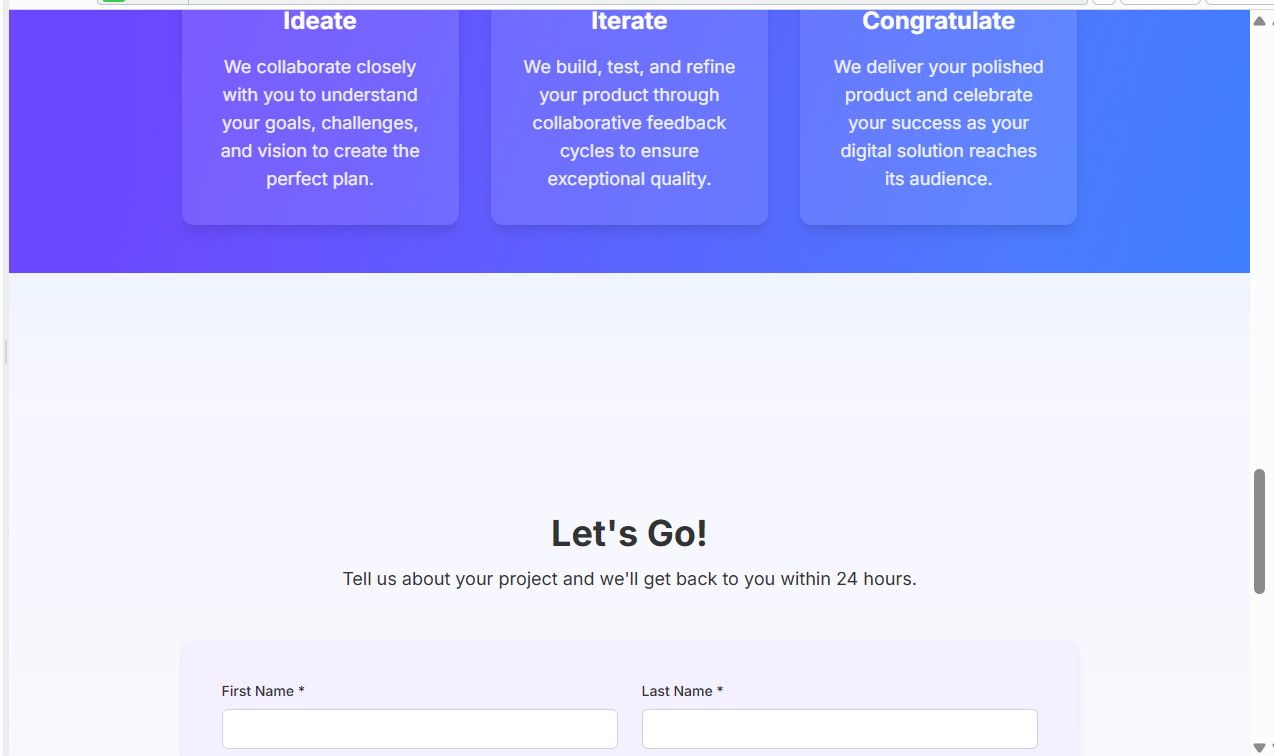 Ideate
We collaborate closely
with you to understand
your goals, challenges,
and vision to create the
perfect plan.
Iterate
We build, test, and refine
your product through
collaborative feedback
cycles to ensure
exceptional quality.
Congratulate
We deliver your polished
product and celebrate
your success as your
digital solution reaches
its audience.
Let's Go!
Tell us about your project and we'll get back to you within 24 hours.
First Name *
Last Name *